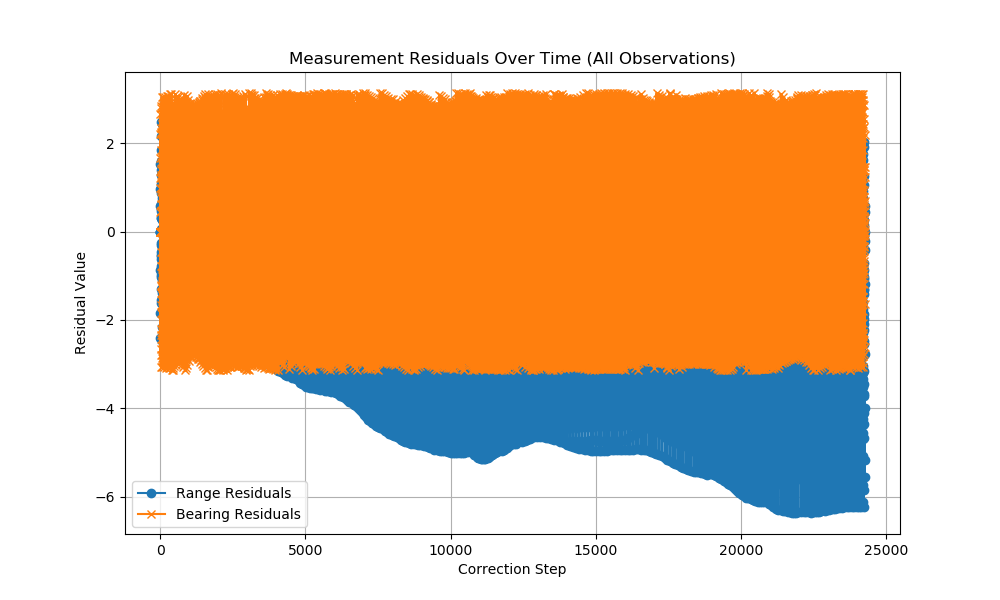 Measurement Residuals Over Time (All Observations)
Residual Value
2
0
−2
−4
−6
Range Residuals
Bearing Residuals
0
5000
10000
15000
20000
25000
Correction Step